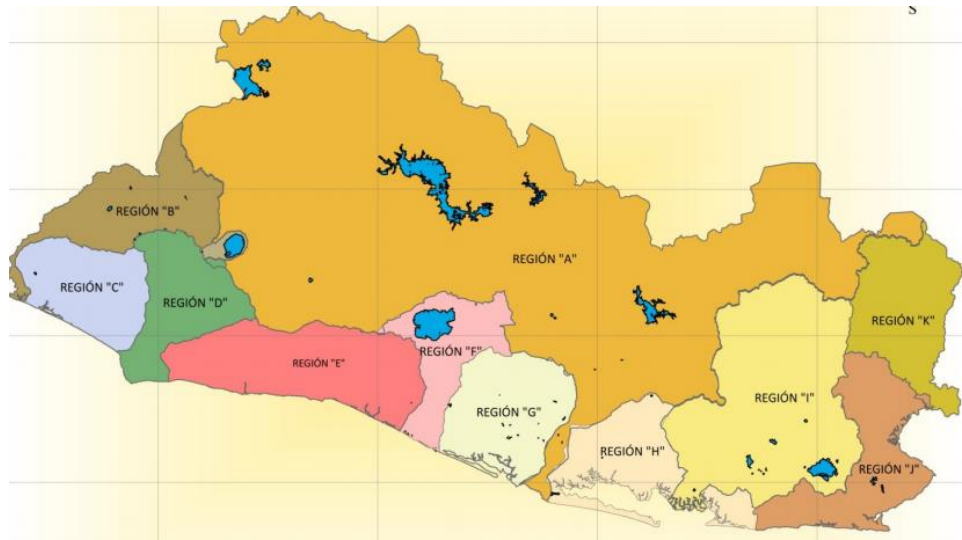 S
REGIÓN "B"
REGIÓN "A"
REGIÓN "C"
REGIÓN "D"
REGIÓN "K"
REGIÓN "F"
REGIÓN "E"
REGIÓN "I"
REGIÓN "G"
REGIÓN "H"
REGIÓN "J"